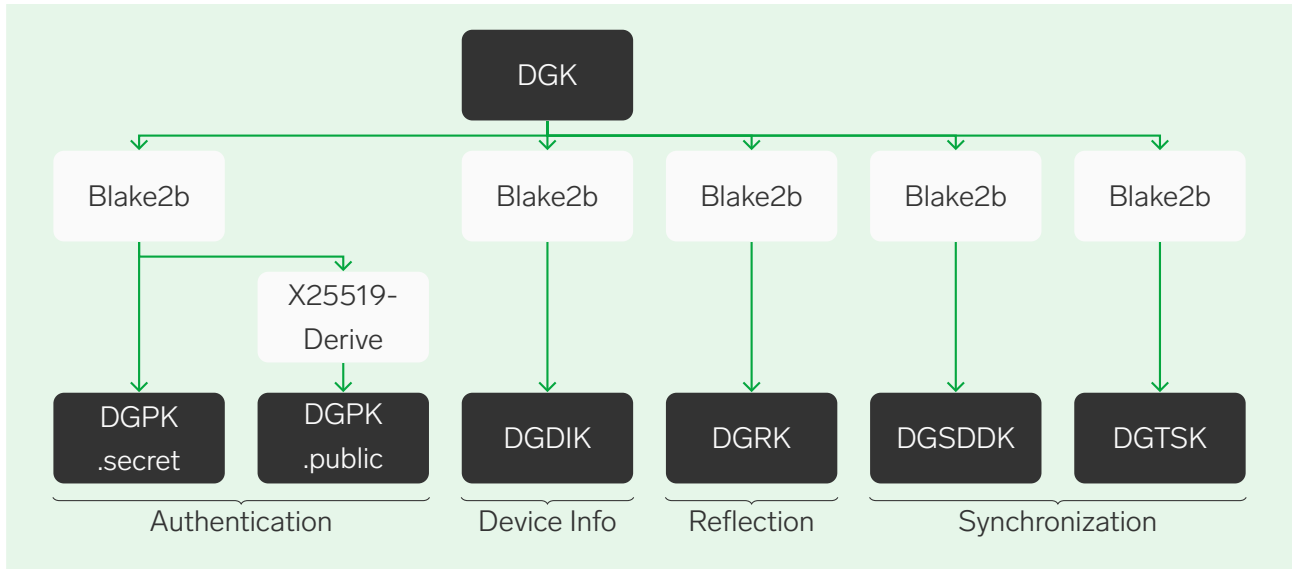 DGK
Blake2b
Blake2b
Blake2b
Blake2b
Blake2b
X25519-
Derive
DGPK
.secret
DGPK
.public
DGDIK
DGRK
DGSDDK
DGTSK
Authentication
Device Info
Reflection
Synchronization